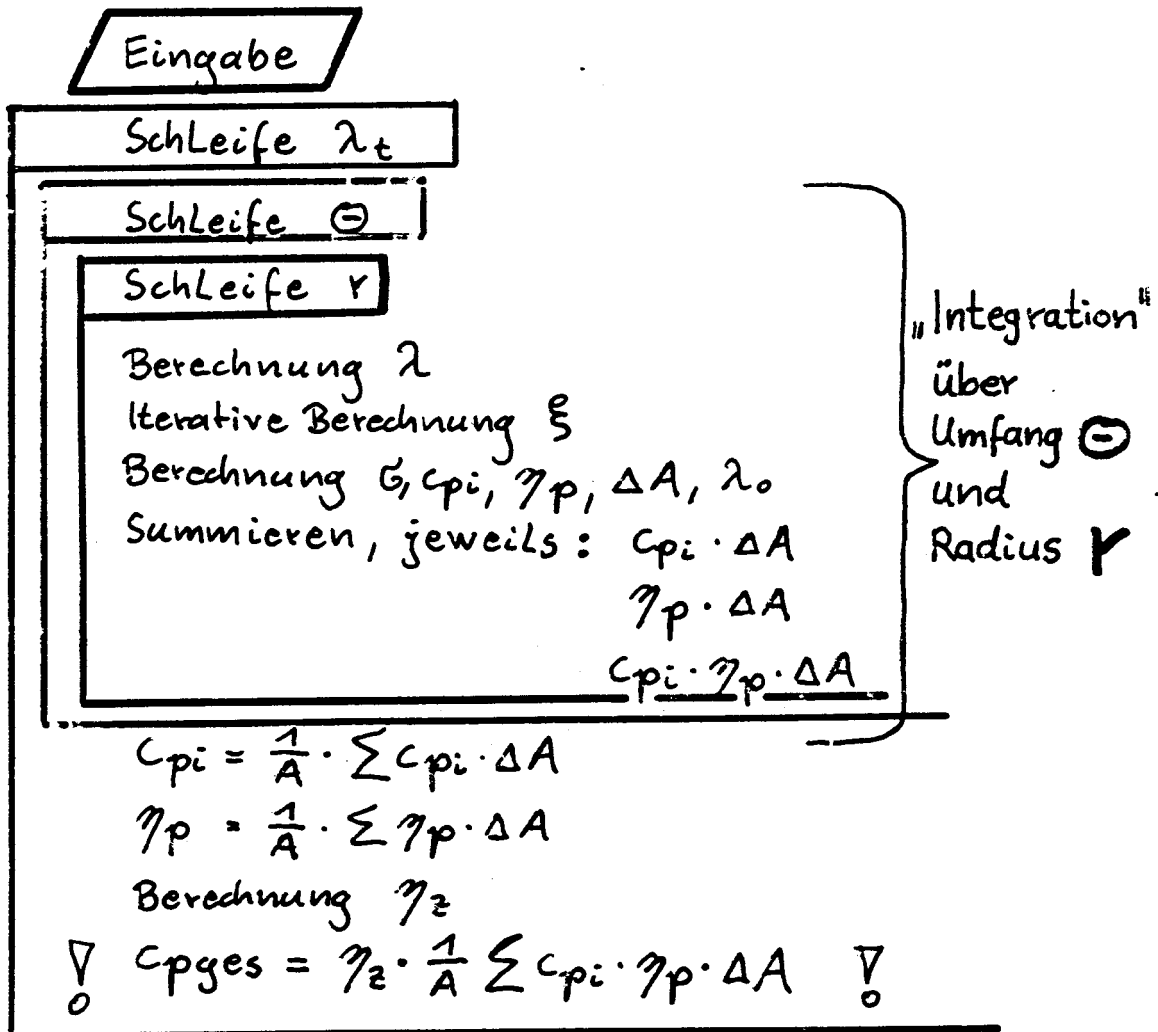 Eingabe
Schleife λt
Schleife Θ
Schleife r
Berechnung λ
Iterative Berechnung ξ
Berechnung σ, cpi, ηp, ΔA, λo
Summieren, jeweils: cpi · ΔA
ηp · ΔA
cpi · ηp · ΔA
„Integration"
über
Umfang Θ
und
Radius r
cpi = 1/A · Σ cpi · ΔA
ηp = 1/A · Σ ηp · ΔA
Berechnung ηz
! cpges = ηz · 1/A Σ cpi · ηp · ΔA !